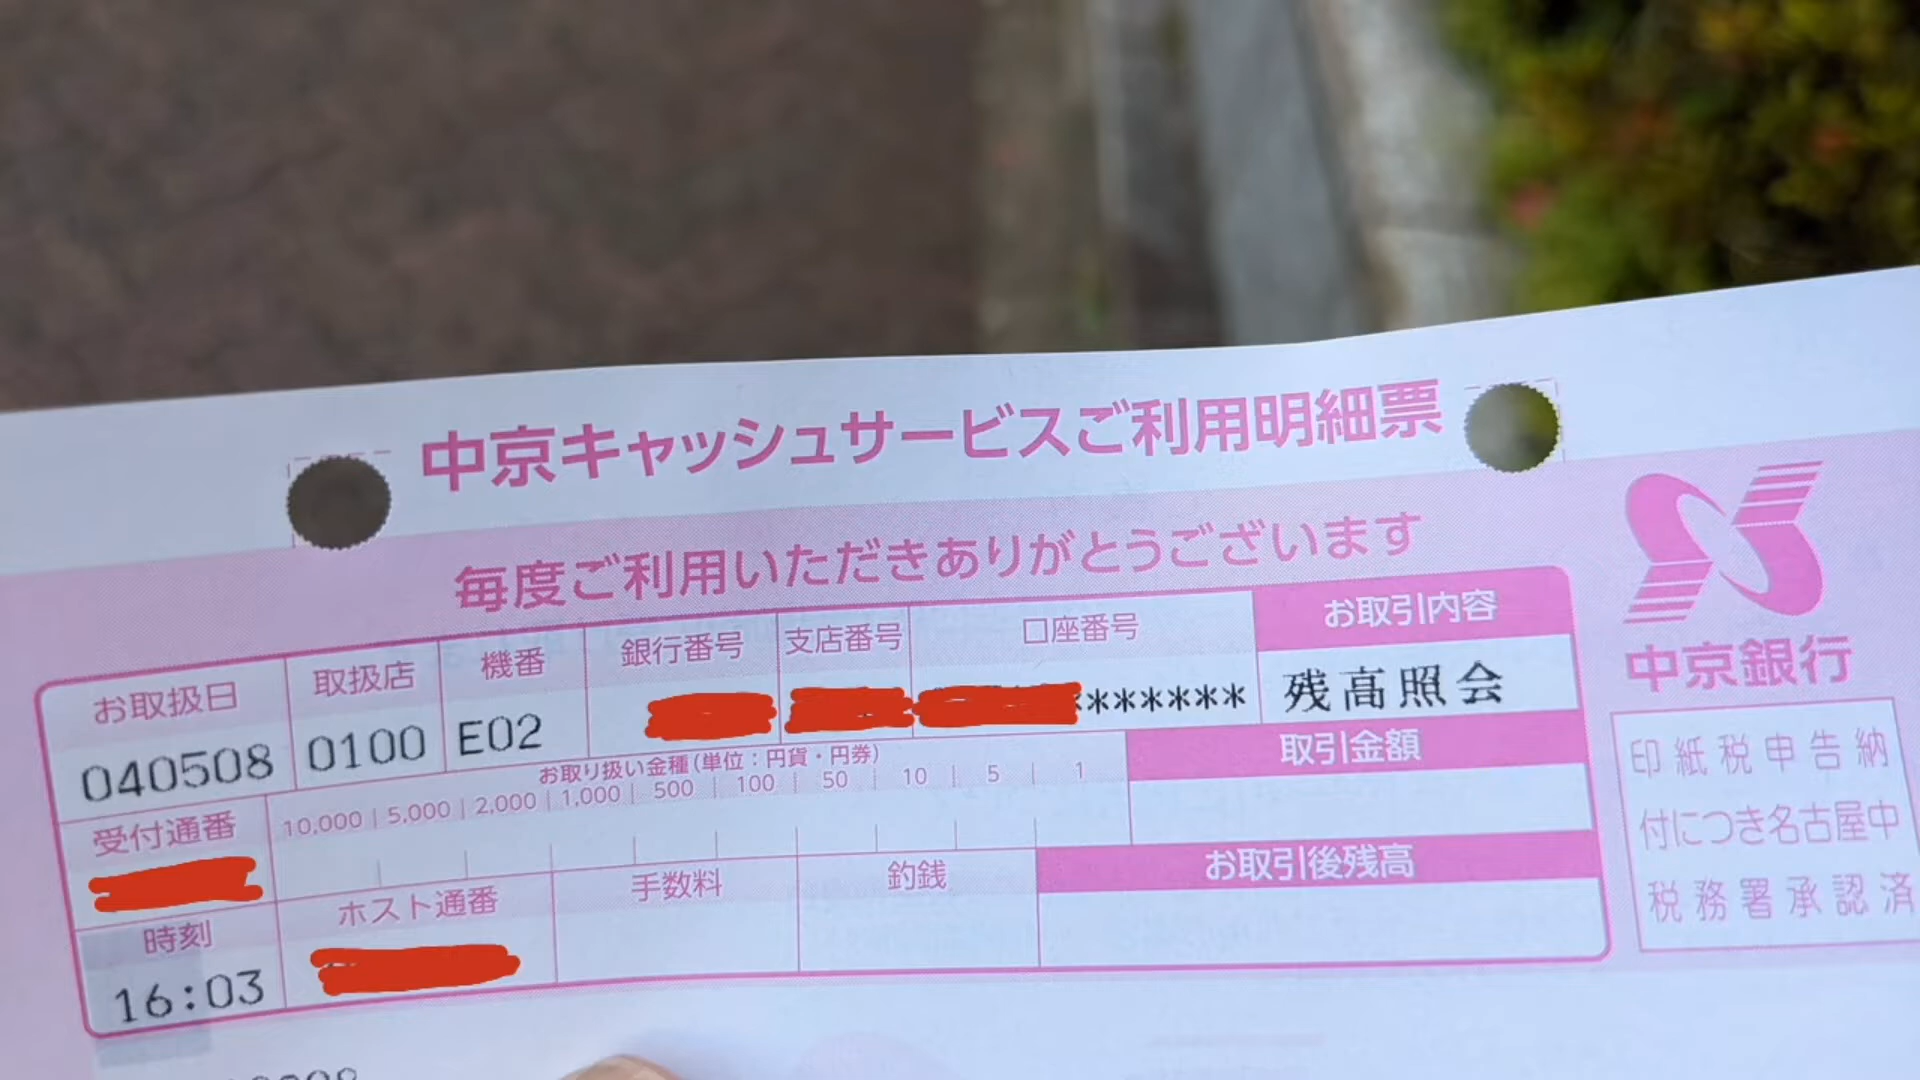 中京キャッシュサービスご利用明細票
毎度ご利用いただきありがとうございます
お取扱日 取扱店 機番 銀行番号 支店番号 口座番号 お取引内容
040508 0100 E02 ****** 残高照会
お取り扱い金種(単位:円貨・円券) 取引金額
10,000 5,000 2,000 1,000 500 100 50 10 5 1
受付通番
ホスト通番 手数料 釣銭 お取引後残高
時刻
16:03
中京銀行
印紙税申告納
付につき名古屋中
税務署承認済